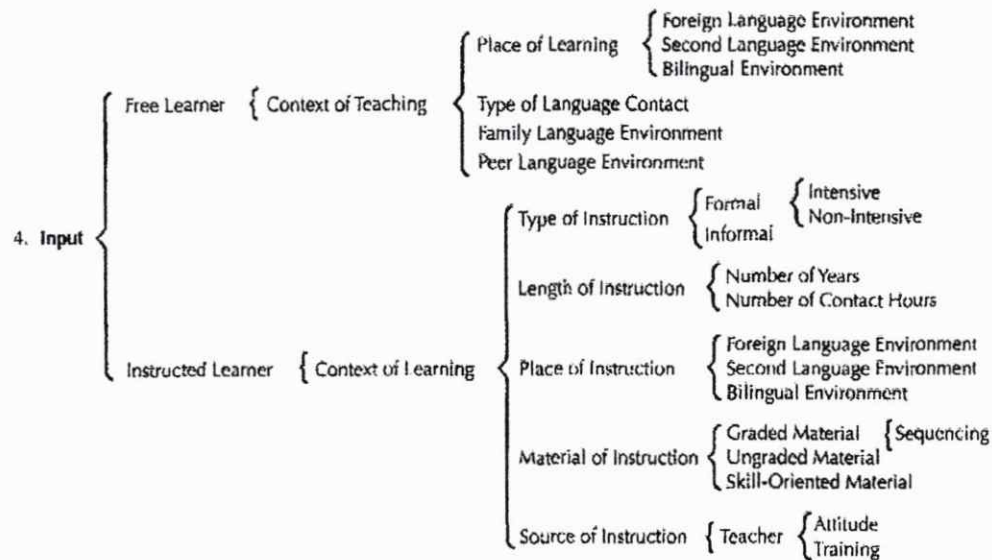 Foreign Language Environment
Place of Learning Second Language Environment
Bilingual Environment
Free Learner Context of Teaching Type of Language Contact
Family Language Environment
Peer Language Environment
4. Input
Type of Instruction Formal Intensive
Non-Intensive
Informal
Length of Instruction Number of Years
Number of Contact Hours
Instructed Learner Context of Learning Place of Instruction Foreign Language Environment
Second Language Environment
Bilingual Environment
Material of Instruction Graded Material Sequencing
Ungraded Material
Skill-Oriented Material
Source of Instruction Teacher Attitude
Training